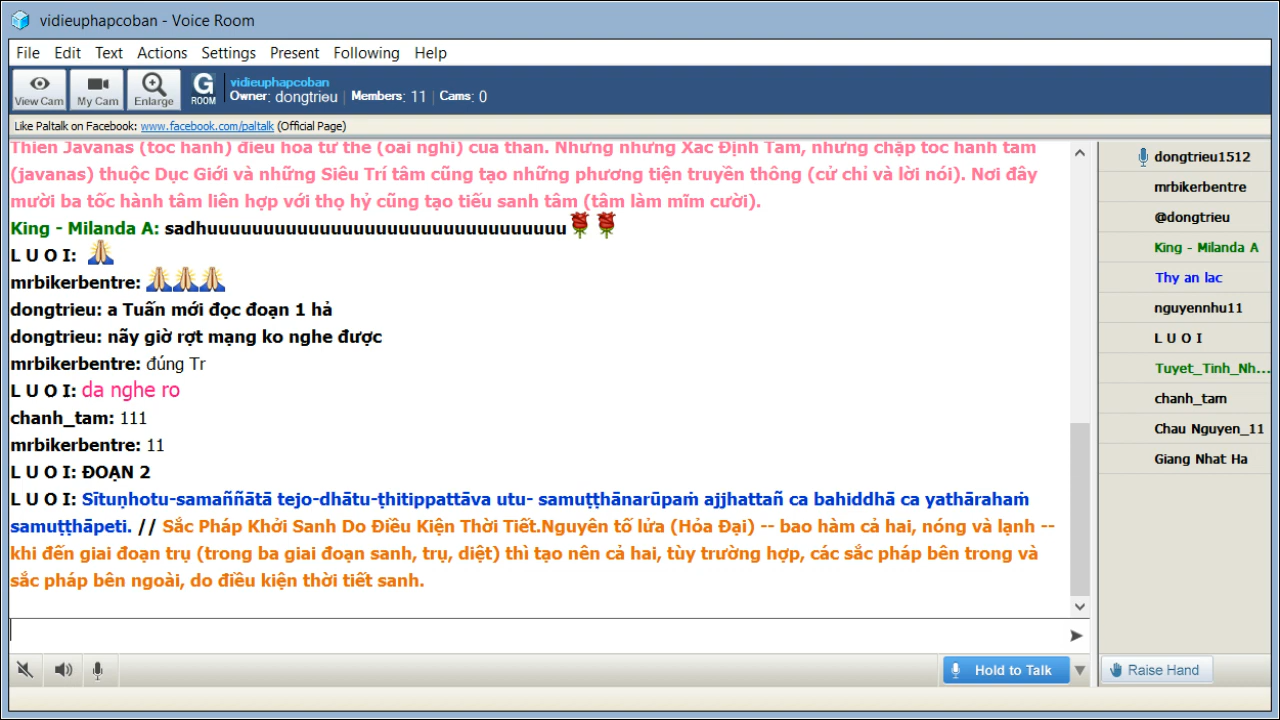 vidieuphapcoban - Voice Room
File Edit Text Actions Settings Present Following Help
View Cam My Cam Enlarge G ROOM
vidieuphapcoban
Owner: dongtrieu | Members: 11 | Cams: 0
Like Paltalk on Facebook: www.facebook.com/paltalk (Official Page)
Thiền Javanas (tốc hành) điều hòa tư thế (oai nghi) của thân. Nhưng những Xác Định Tâm, những chập tốc hành tâm
(javanas) thuộc Dục Giới và những Siêu Trí tâm cũng tạo những phương tiện truyền thông (cử chỉ và lời nói). Nơi đây
mười ba tốc hành tâm liên hợp với thọ hỷ cũng tạo tiếu sanh tâm (tâm làm mĩm cười).
King - Milanda A: sadhuuuuuuuuuuuuuuuuuuuuuuuuuuuuuuuu
L U O I:
mrbikerbentre:
dongtrieu: a Tuấn mới đọc đoạn 1 hả
dongtrieu: nãy giờ rợt mạng ko nghe được
mrbikerbentre: đúng Tr
L U O I: da nghe ro
chanh_tam: 111
mrbikerbentre: 11
L U O I: ĐOẠN 2
L U O I: Sītuṇhotu-samaññātā tejo-dhātu-ṭhitippattāva utu- samuṭṭhānarūpaṁ ajjhattañ ca bahiddhā ca yathārahaṁ
samuṭṭhāpeti. // Sắc Pháp Khởi Sanh Do Điều Kiện Thời Tiết.Nguyên tố lửa (Hỏa Đại) -- bao hàm cả hai, nóng và lạnh --
khi đến giai đoạn trụ (trong ba giai đoạn sanh, trụ, diệt) thì tạo nên cả hai, tùy trường hợp, các sắc pháp bên trong và
sắc pháp bên ngoài, do điều kiện thời tiết sanh.
Hold to Talk
dongtrieu1512
mrbikerbentre
@dongtrieu
King - Milanda A
Thy an lac
nguyennhu11
L U O I
Tuyet_Tinh_Nh...
chanh_tam
Chau Nguyen_11
Giang Nhat Ha
Raise Hand